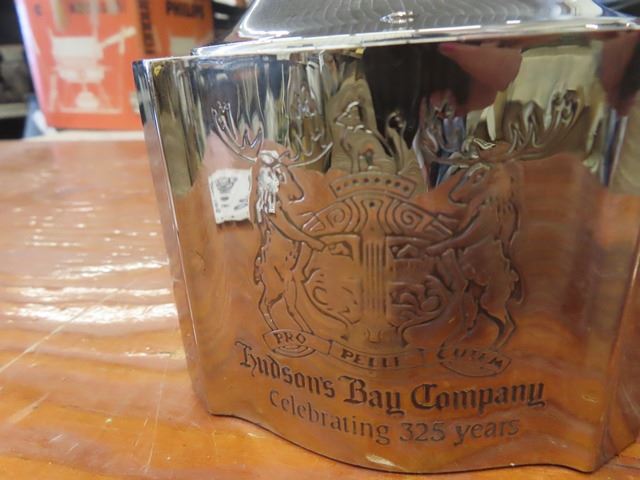 PRO PELLE CUTEM
Hudson's Bay Company
Celebrating 325 years